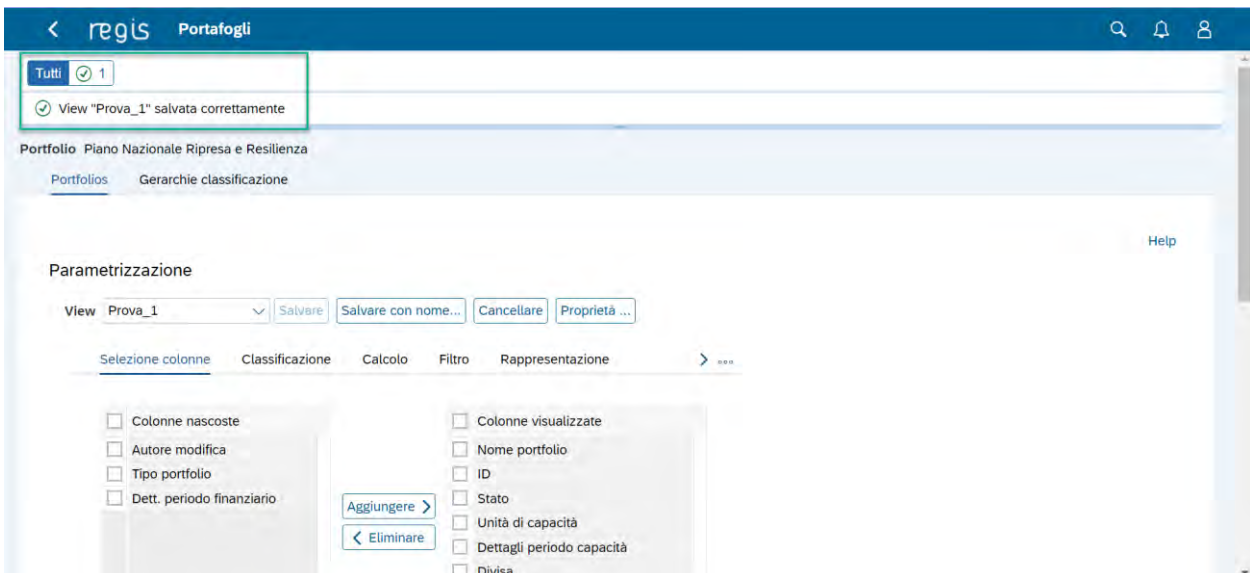 regis Portafogli
Tutti 1
View "Prova_1" salvata correttamente
Portfolio Piano Nazionale Ripresa e Resilienza
Portfolios Gerarchie classificazione
Help
Parametrizzazione
View Prova_1 Salvare Salvare con nome... Cancellare Proprietà ...
Selezione colonne Classificazione Calcolo Filtro Rappresentazione
Colonne nascoste
Autore modifica
Tipo portfolio
Dett. periodo finanziario
Aggiungere
Eliminare
Colonne visualizzate
Nome portfolio
ID
Stato
Unità di capacità
Dettagli periodo capacità
Divisa